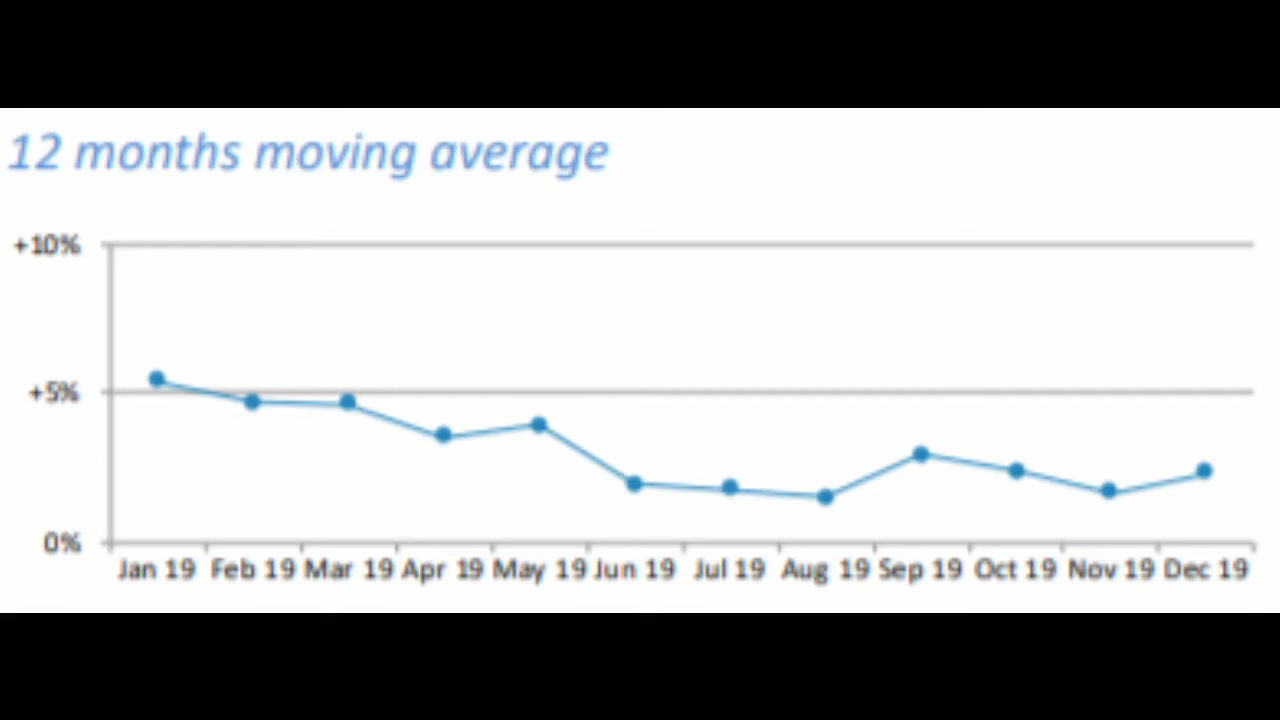 12 months moving average
+10%
+5%
0%
Jan 19 Feb 19 Mar 19 Apr 19 May 19 Jun 19 Jul 19 Aug 19 Sep 19 Oct 19 Nov 19 Dec 19